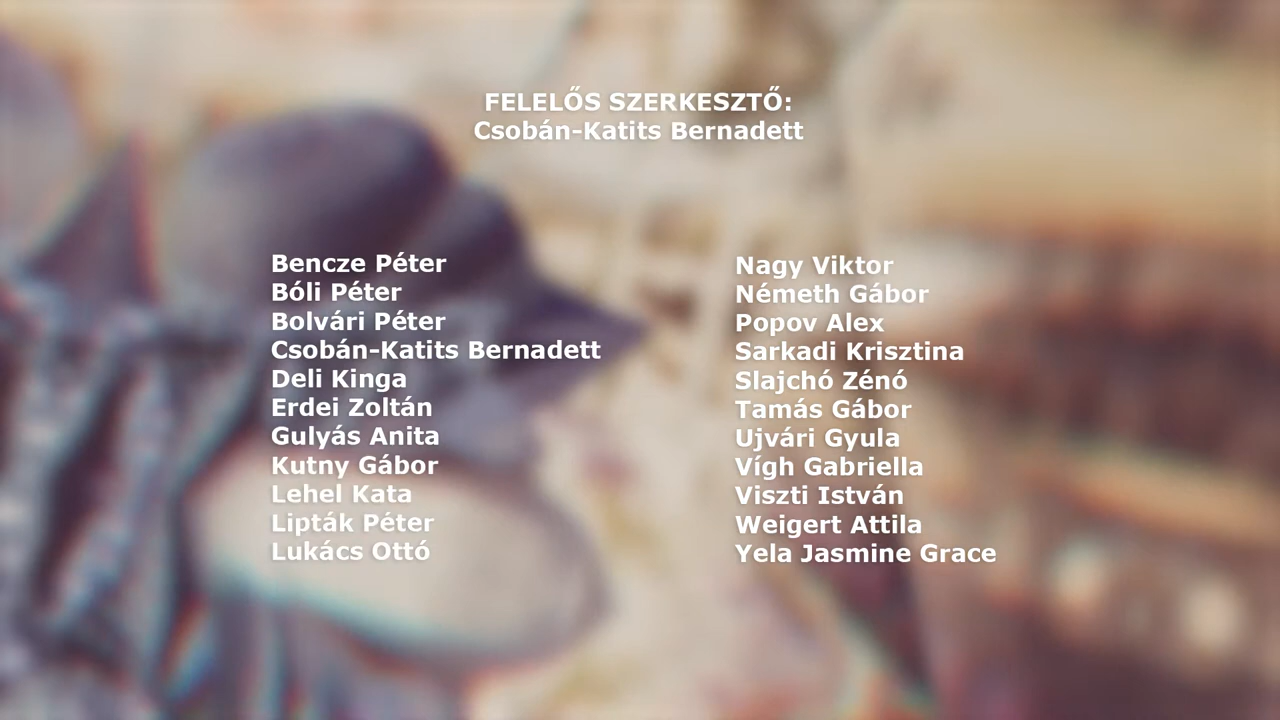 FELELŐS SZERKESZTŐ:
Csobán-Katits Bernadett
Bencze Péter
Bóli Péter
Bolvári Péter
Csobán-Katits Bernadett
Deli Kinga
Erdei Zoltán
Gulyás Anita
Kutny Gábor
Lehel Kata
Lipták Péter
Lukács Ottó
Nagy Viktor
Németh Gábor
Popov Alex
Sarkadi Krisztina
Slajchó Zénó
Tamás Gábor
Ujvári Gyula
Vígh Gabriella
Viszti István
Weigert Attila
Yela Jasmine Grace